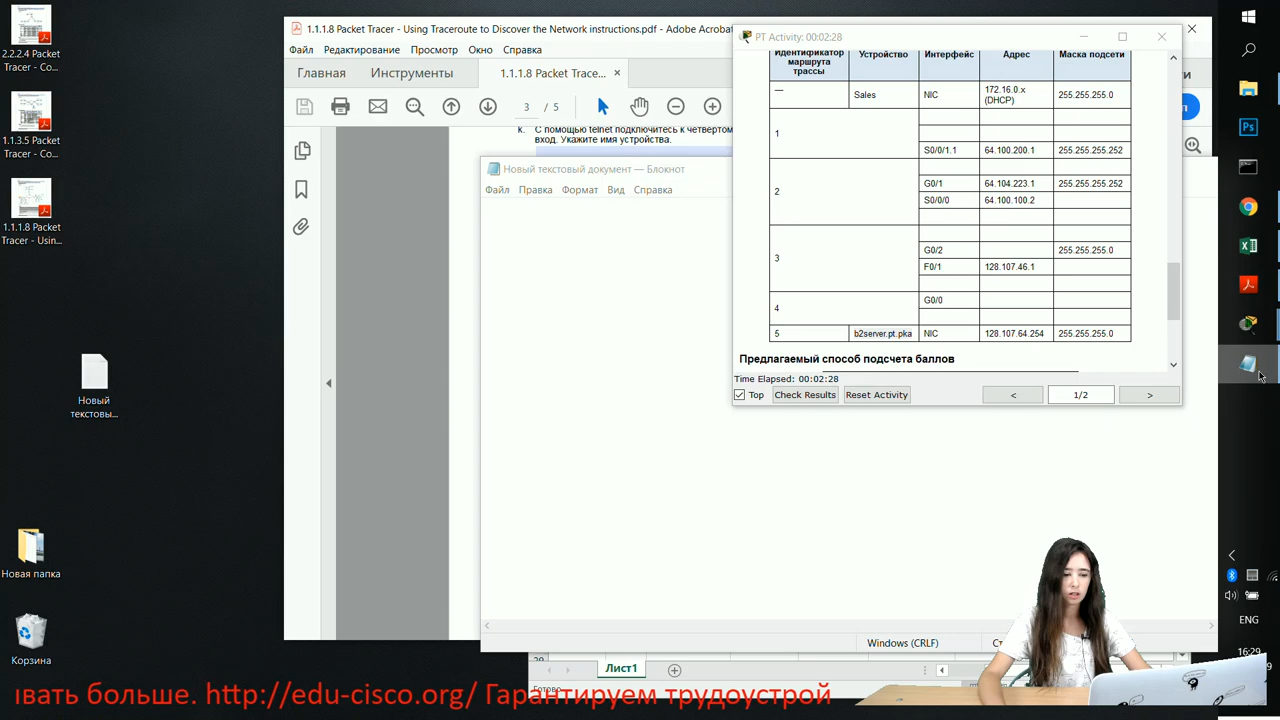 2.2.2.4 Packet
Tracer - Co...
1.1.3.5 Packet
Tracer - Co...
1.1.1.8 Packet
Tracer - Usin...
Новый
текстовы...
Новая папка
Корзина
1.1.1.8 Packet Tracer - Using Traceroute to Discover the Network instructions.pdf - Adobe Acroba
Файл Редактирование Просмотр Окно Справка
Главная Инструменты 1.1.1.8 Packet Trace... ×
3 / 5
к. С помощью telnet подключитесь к четвертом
вход. Укажите имя устройства.
Новый текстовый документ — Блокнот
Файл Правка Формат Вид Справка
PT Activity: 00:02:28
Идентификатор маршрута трассы Устройство Интерфейс Адрес Маска подсети
— Sales NIC 172.16.0.x (DHCP) 255.255.255.0
1
S0/0/1.1 64.100.200.1 255.255.255.252
2 G0/1 64.104.223.1 255.255.255.252
S0/0/0 64.100.100.2
G0/2 255.255.255.0
3 F0/1 128.107.46.1
4 G0/0
5 b2server.pt.pka NIC 128.107.64.254 255.255.255.0
Предлагаемый способ подсчета баллов
Time Elapsed: 00:02:28
Top Check Results Reset Activity < 1/2 >
Windows (CRLF)
Лист1
Готово
ENG
16:29
ывать больше. http://edu-cisco.org/ Гарантируем трудоустрой